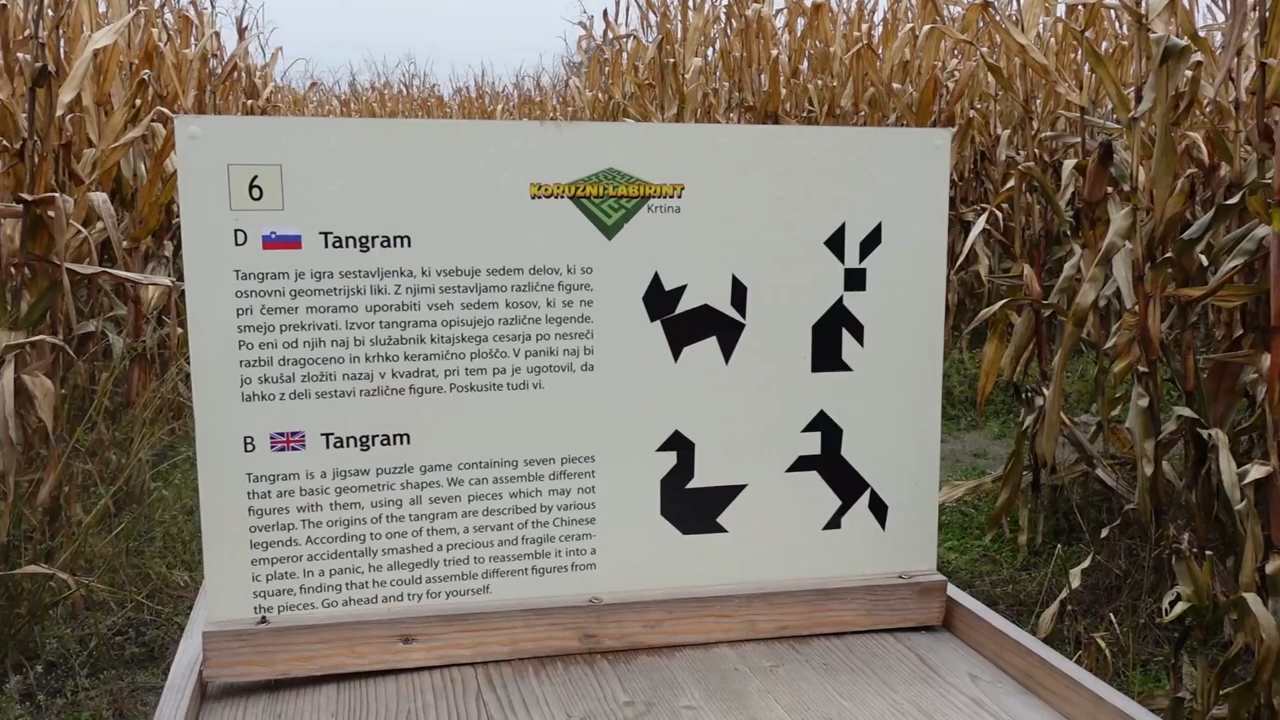 6
KORUZNI LABIRINT
Krtina
D Tangram
Tangram je igra sestavljenka, ki vsebuje sedem delov, ki so
osnovni geometrijski liki. Z njimi sestavljamo različne figure,
pri čemer moramo uporabiti vseh sedem kosov, ki se ne
smejo prekrivati. Izvor tangrama opisujejo različne legende.
Po eni od njih naj bi služabnik kitajskega cesarja po nesreči
razbil dragoceno in krhko keramično ploščo. V paniki naj bi
jo skušal zložiti nazaj v kvadrat, pri tem pa je ugotovil, da
lahko z deli sestavi različne figure. Poskusite tudi vi.
B Tangram
Tangram is a jigsaw puzzle game containing seven pieces
that are basic geometric shapes. We can assemble different
figures with them, using all seven pieces which may not
overlap. The origins of the tangram are described by various
legends. According to one of them, a servant of the Chinese
emperor accidentally smashed a precious and fragile ceram-
ic plate. In a panic, he allegedly tried to reassemble it into a
square, finding that he could assemble different figures from
the pieces. Go ahead and try for yourself.